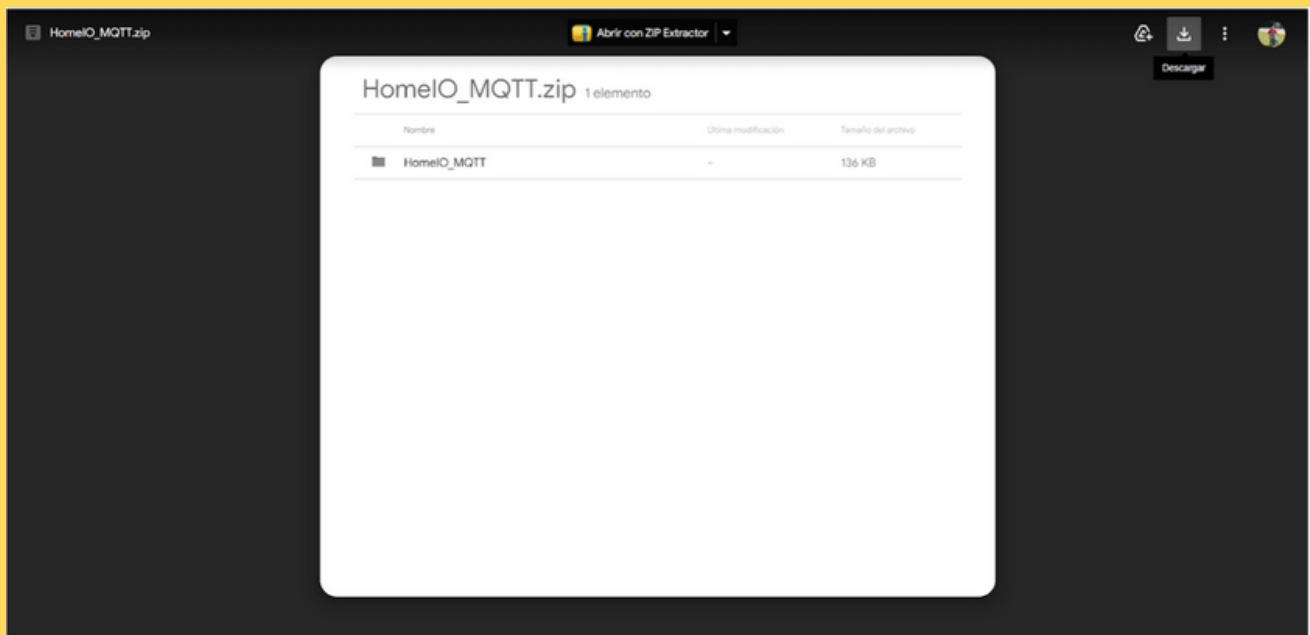 HomeIO_MQTT.zip
Abrir con ZIP Extractor
Descargar
HomeIO_MQTT.zip 1 elemento
Nombre Última modificación Tamaño del archivo
HomeIO_MQTT - 136 KB